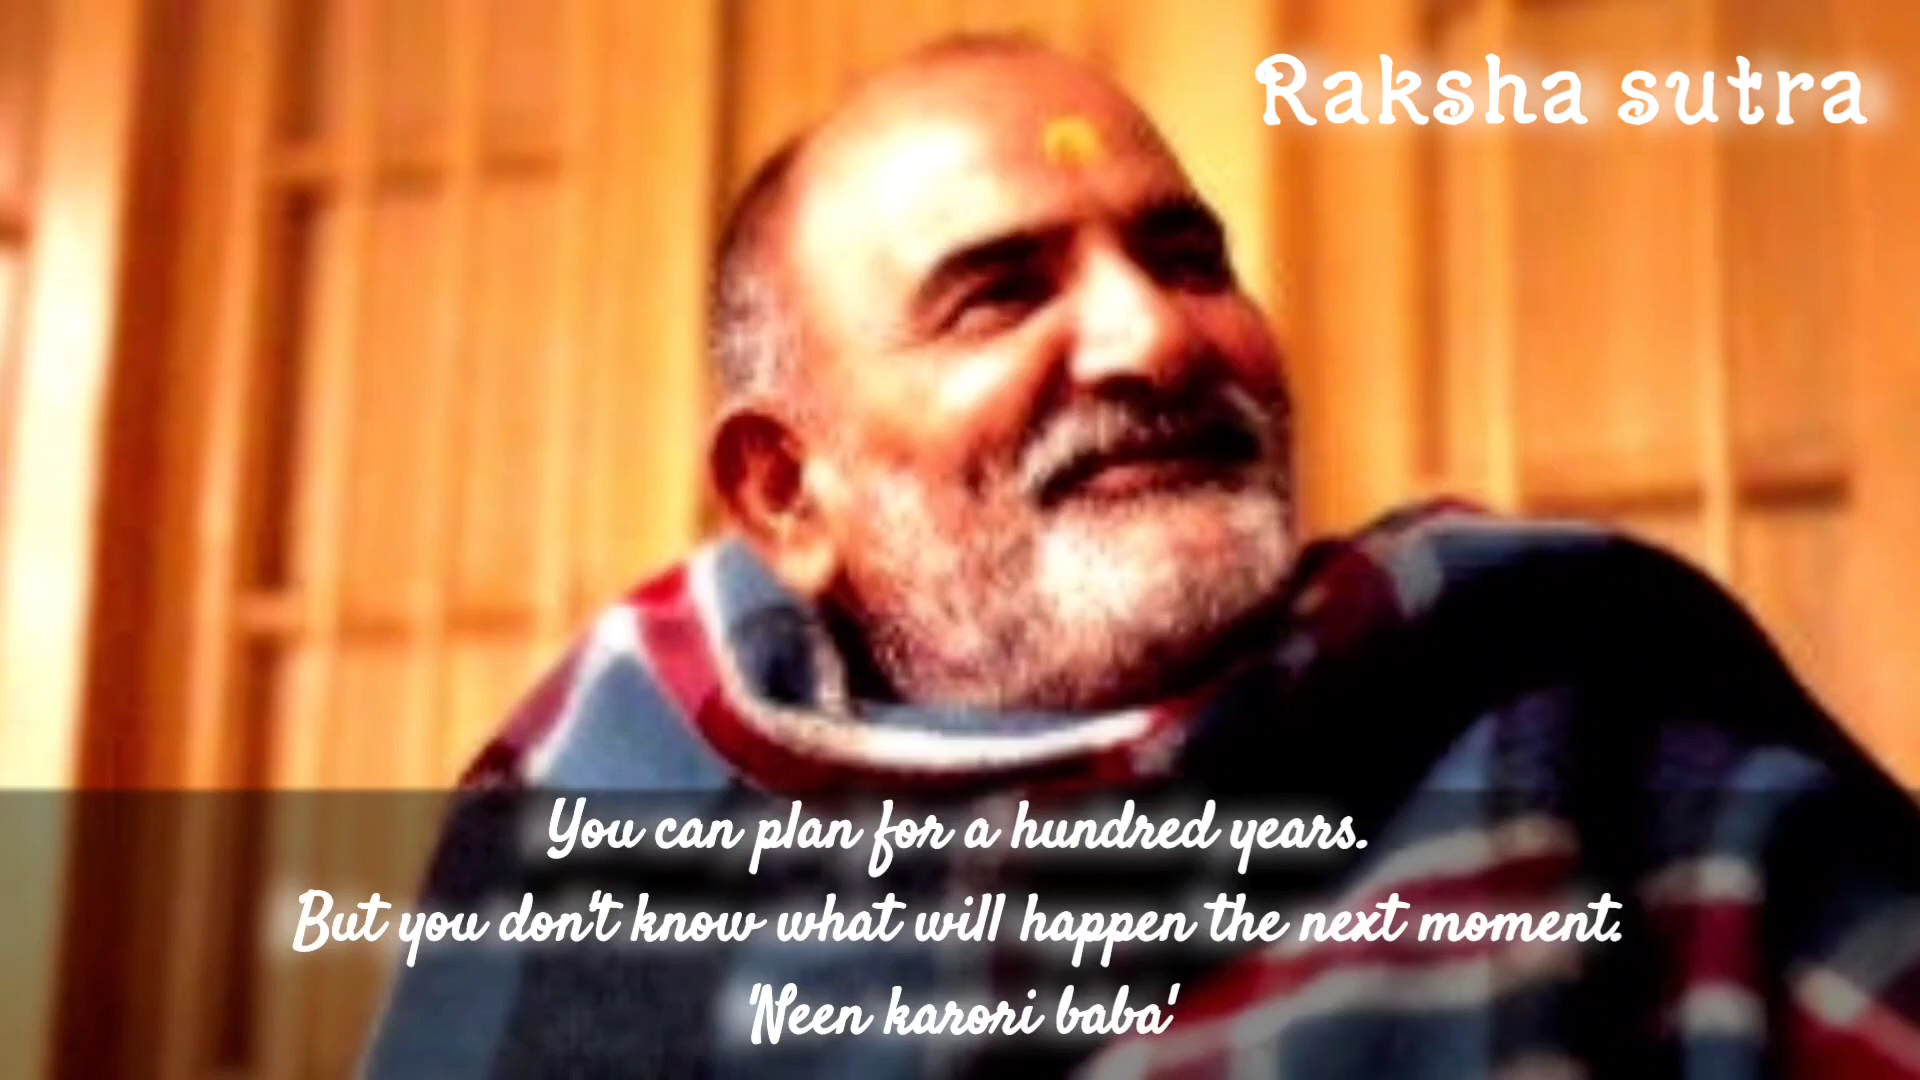 Raksha sutra
You can plan for a hundred years.
But you don't know what will happen the next moment.
'Neen karori baba'